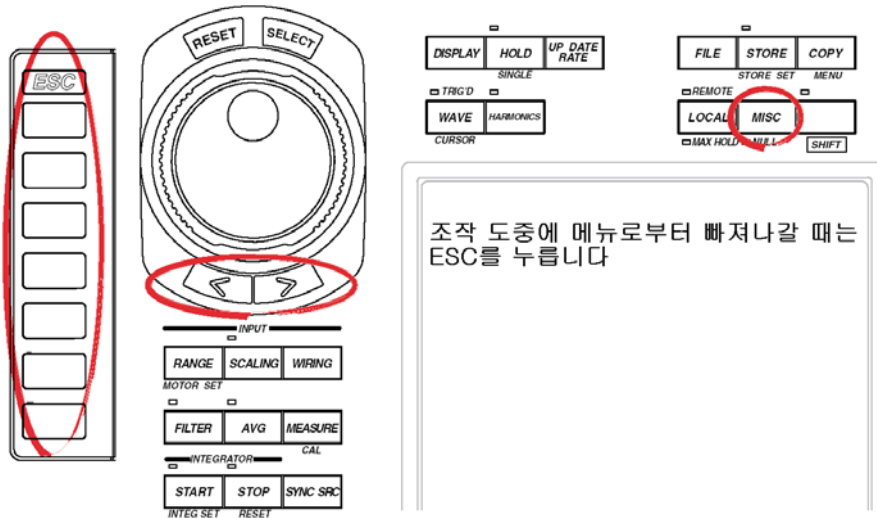 ESC
RESET
SELECT
DISPLAY HOLD UP DATE RATE
SINGLE
TRIG'D
WAVE HARMONICS
CURSOR
FILE STORE COPY
STORE SET MENU
REMOTE
LOCAL MISC
MAX HOLD NULL SHIFT
조작 도중에 메뉴로부터 빠져나갈 때는
ESC를 누릅니다
< >
INPUT
RANGE SCALING WIRING
MOTOR SET
FILTER AVG MEASURE
CAL
INTEGRATOR
START STOP SYNC SRC
INTEG SET RESET